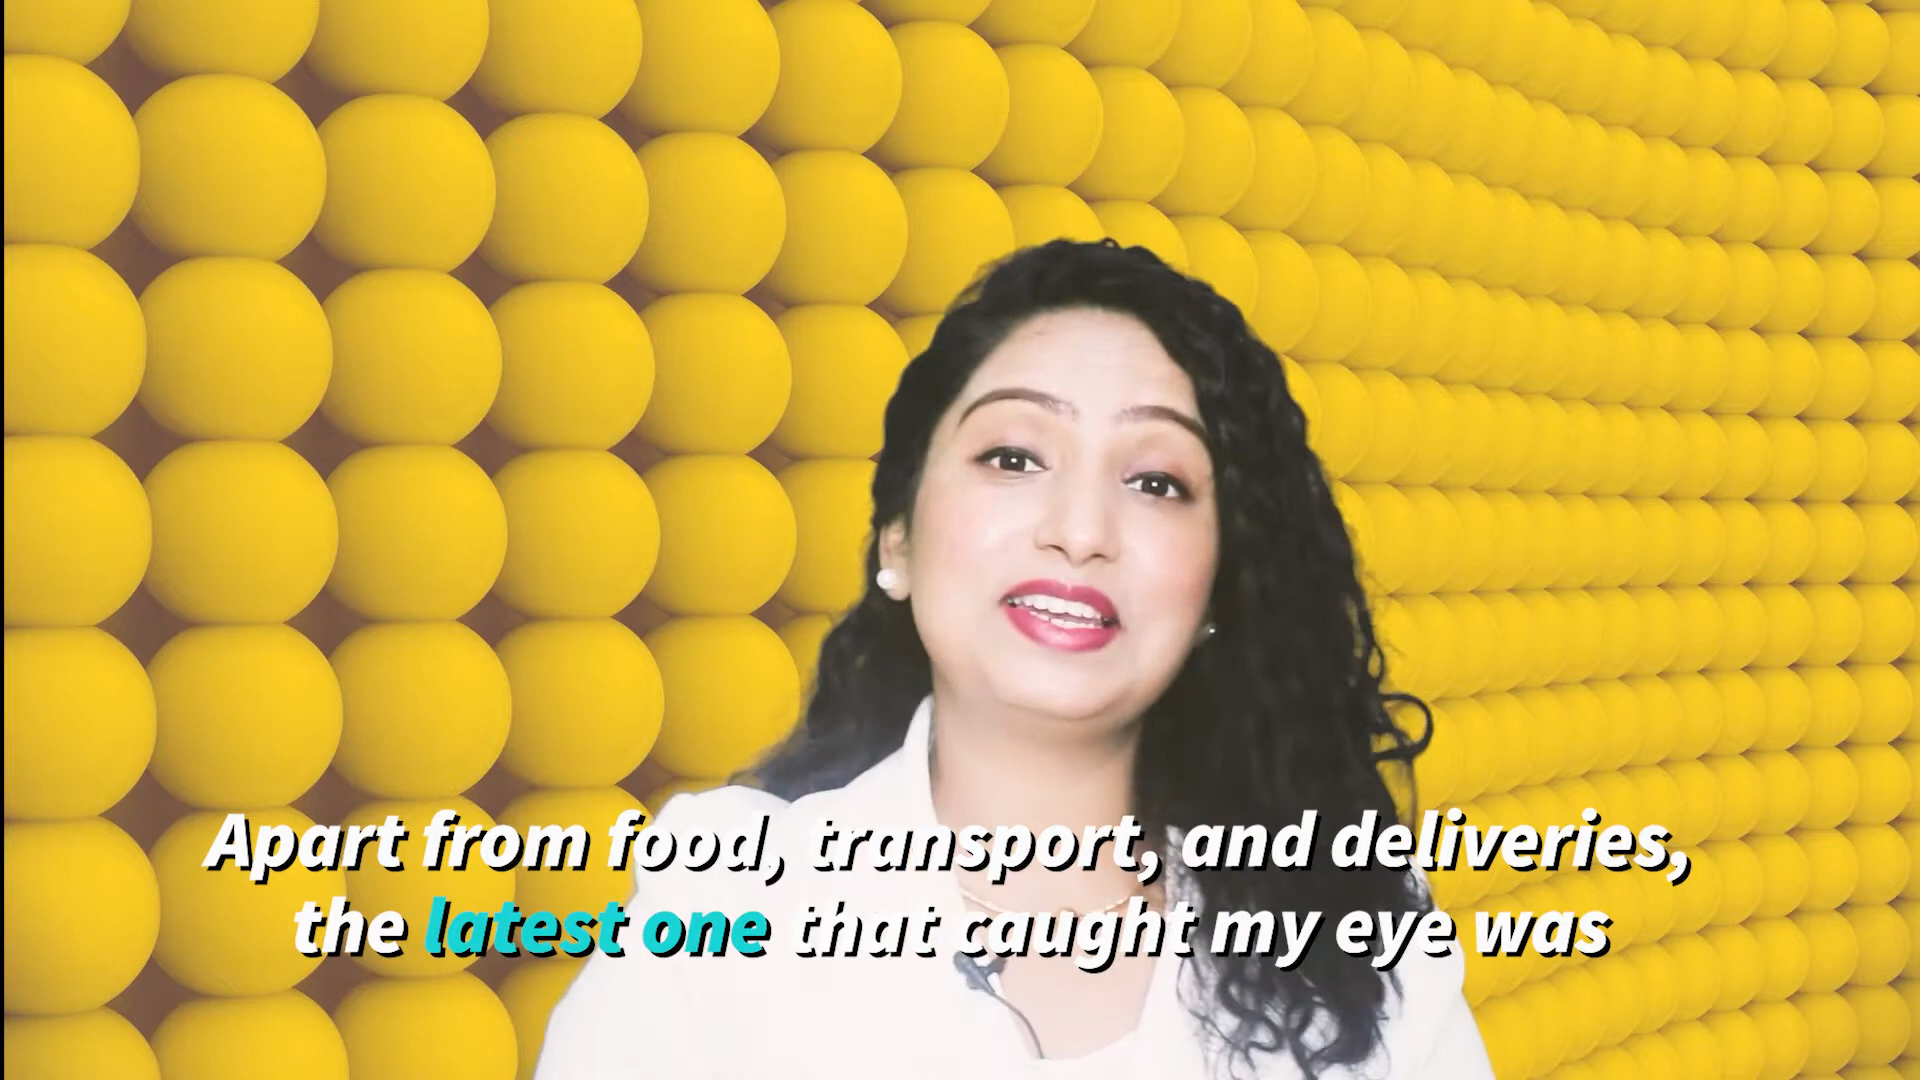 Apart from food, transport, and deliveries,
the latest one that caught my eye was